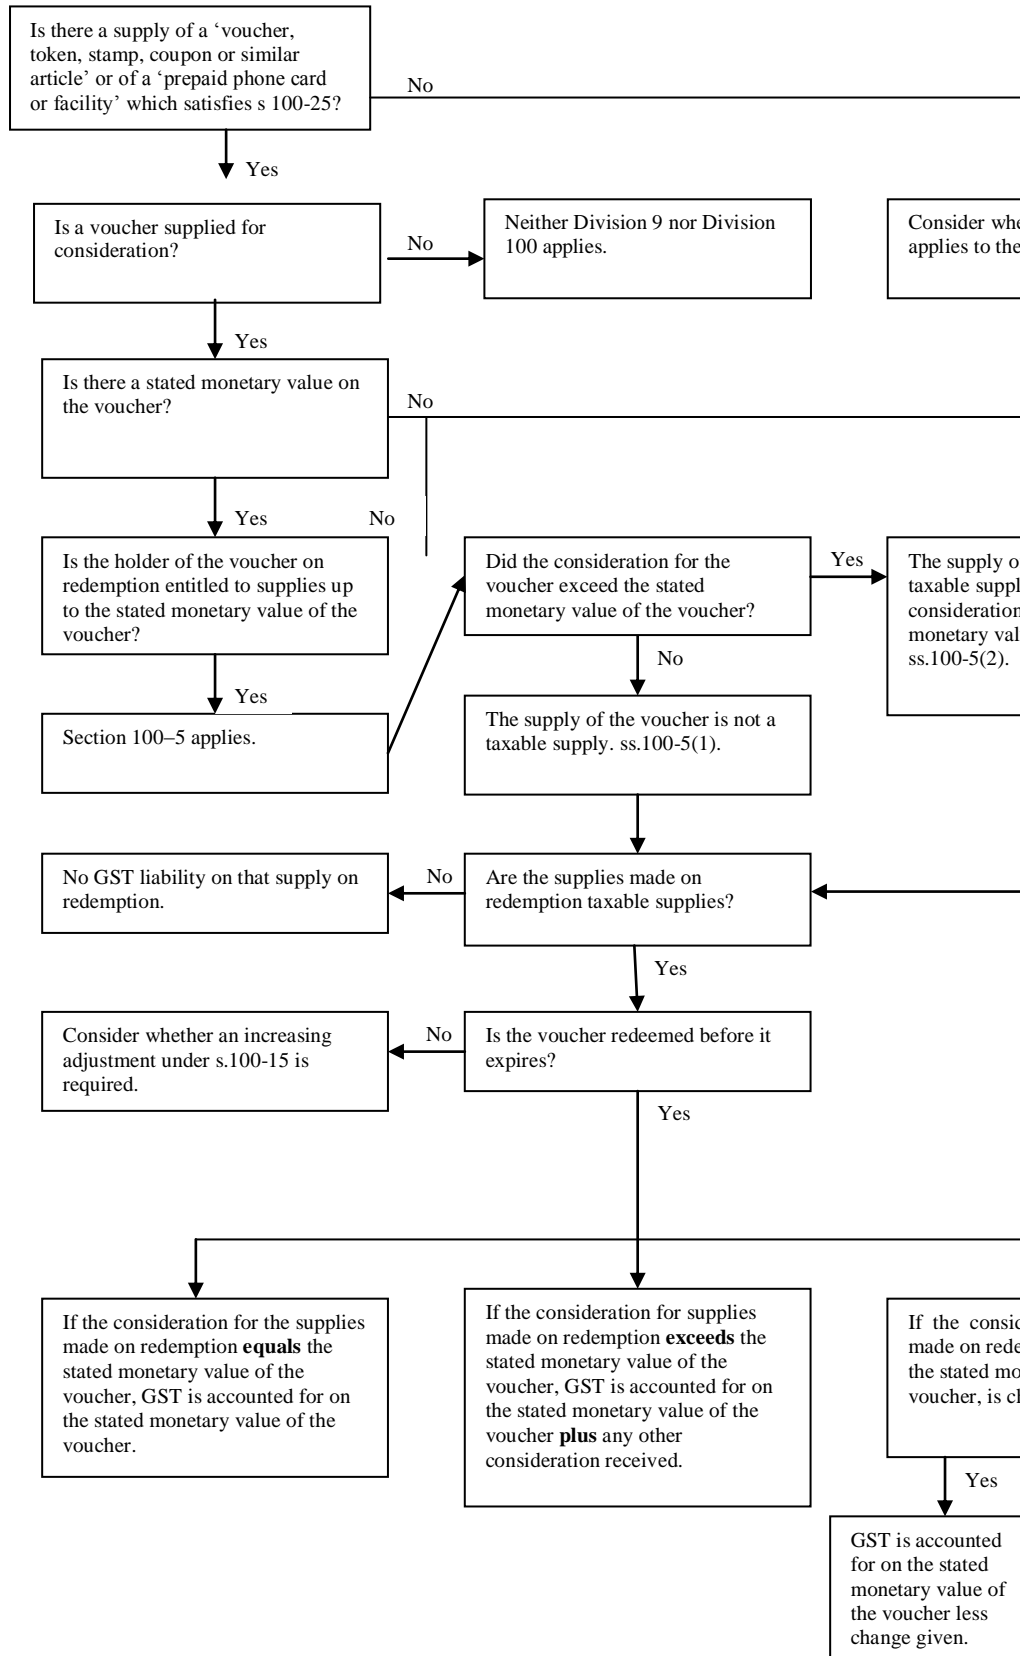 Is there a supply of a ‘voucher,
token, stamp, coupon or similar
article’ or of a ‘prepaid phone card
or facility’ which satisfies s 100-25?
No
Yes
Is a voucher supplied for
consideration?
No
Neither Division 9 nor Division
100 applies.
Consider whe
applies to the
Yes
Is there a stated monetary value on
the voucher?
No
Yes
No
Is the holder of the voucher on
redemption entitled to supplies up
to the stated monetary value of the
voucher?
Did the consideration for the
voucher exceed the stated
monetary value of the voucher?
Yes
The supply o
taxable suppl
consideration
monetary val
ss.100-5(2).
Yes
No
Section 100–5 applies.
The supply of the voucher is not a
taxable supply. ss.100-5(1).
No GST liability on that supply on
redemption.
No
Are the supplies made on
redemption taxable supplies?
Yes
Consider whether an increasing
adjustment under s.100-15 is
required.
No
Is the voucher redeemed before it
expires?
Yes
If the consideration for the supplies
made on redemption equals the
stated monetary value of the
voucher, GST is accounted for on
the stated monetary value of the
voucher.
If the consideration for supplies
made on redemption exceeds the
stated monetary value of the
voucher, GST is accounted for on
the stated monetary value of the
voucher plus any other
consideration received.
If the consid
made on rede
the stated mo
voucher, is cl
Yes
GST is accounted
for on the stated
monetary value of
the voucher less
change given.